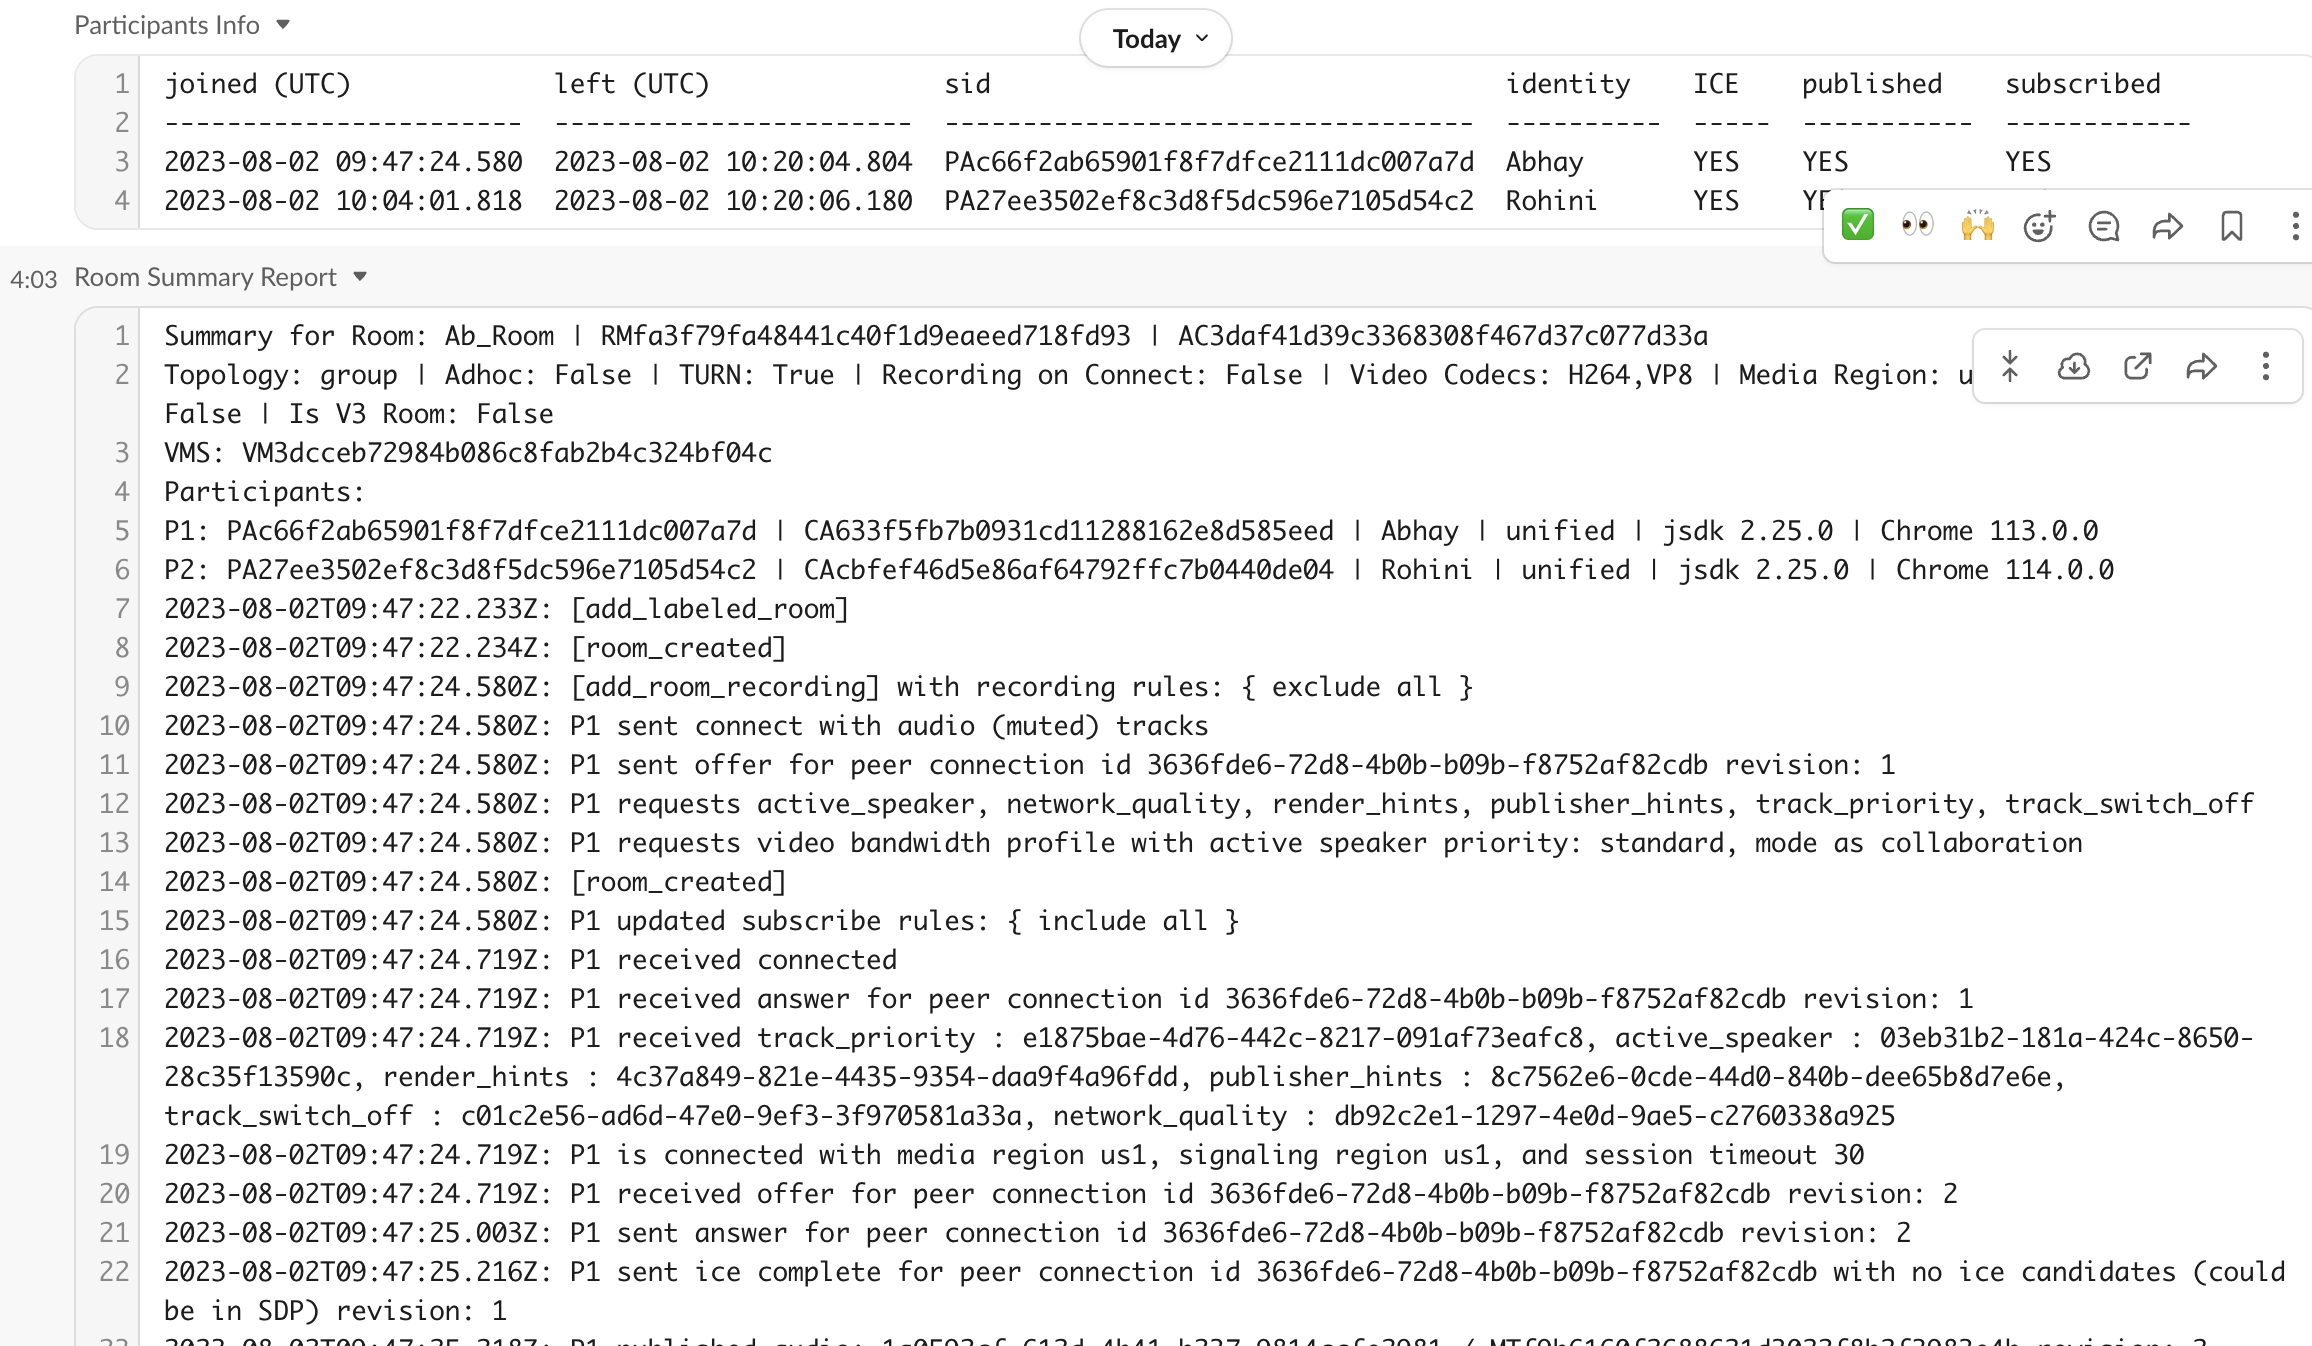 Participants Info
Today
1 joined (UTC) left (UTC) sid identity ICE published subscribed
2 ----------------------- ----------------------- ---------------------------------- ---------- ----- ----------- ------------
3 2023-08-02 09:47:24.580 2023-08-02 10:20:04.804 PAc66f2ab65901f8f7dfce2111dc007a7d Abhay YES YES YES
4 2023-08-02 10:04:01.818 2023-08-02 10:20:06.180 PA27ee3502ef8c3d8f5dc596e7105d54c2 Rohini YES
4:03 Room Summary Report
1 Summary for Room: Ab_Room | RMfa3f79fa48441c40f1d9eaeed718fd93 | AC3daf41d39c3368308f467d37c077d33a
2 Topology: group | Adhoc: False | TURN: True | Recording on Connect: False | Video Codecs: H264,VP8 | Media Region:
False | Is V3 Room: False
3 VMS: VM3dcceb72984b086c8fab2b4c324bf04c
4 Participants:
5 P1: PAc66f2ab65901f8f7dfce2111dc007a7d | CA633f5fb7b0931cd11288162e8d585eed | Abhay | unified | jsdk 2.25.0 | Chrome 113.0.0
6 P2: PA27ee3502ef8c3d8f5dc596e7105d54c2 | CAcbfef46d5e86af64792ffc7b0440de04 | Rohini | unified | jsdk 2.25.0 | Chrome 114.0.0
7 2023-08-02T09:47:22.233Z: [add_labeled_room]
8 2023-08-02T09:47:22.234Z: [room_created]
9 2023-08-02T09:47:24.580Z: [add_room_recording] with recording rules: { exclude all }
10 2023-08-02T09:47:24.580Z: P1 sent connect with audio (muted) tracks
11 2023-08-02T09:47:24.580Z: P1 sent offer for peer connection id 3636fde6-72d8-4b0b-b09b-f8752af82cdb revision: 1
12 2023-08-02T09:47:24.580Z: P1 requests active_speaker, network_quality, render_hints, publisher_hints, track_priority, track_switch_off
13 2023-08-02T09:47:24.580Z: P1 requests video bandwidth profile with active speaker priority: standard, mode as collaboration
14 2023-08-02T09:47:24.580Z: [room_created]
15 2023-08-02T09:47:24.580Z: P1 updated subscribe rules: { include all }
16 2023-08-02T09:47:24.719Z: P1 received connected
17 2023-08-02T09:47:24.719Z: P1 received answer for peer connection id 3636fde6-72d8-4b0b-b09b-f8752af82cdb revision: 1
18 2023-08-02T09:47:24.719Z: P1 received track_priority : e1875bae-4d76-442c-8217-091af73eafc8, active_speaker : 03eb31b2-181a-424c-8650-
28c35f13590c, render_hints : 4c37a849-821e-4435-9354-daa9f4a96fdd, publisher_hints : 8c7562e6-0cde-44d0-840b-dee65b8d7e6e,
track_switch_off : c01c2e56-ad6d-47e0-9ef3-3f970581a33a, network_quality : db92c2e1-1297-4e0d-9ae5-c2760338a925
19 2023-08-02T09:47:24.719Z: P1 is connected with media region us1, signaling region us1, and session timeout 30
20 2023-08-02T09:47:24.719Z: P1 received offer for peer connection id 3636fde6-72d8-4b0b-b09b-f8752af82cdb revision: 2
21 2023-08-02T09:47:25.003Z: P1 sent answer for peer connection id 3636fde6-72d8-4b0b-b09b-f8752af82cdb revision: 2
22 2023-08-02T09:47:25.216Z: P1 sent ice complete for peer connection id 3636fde6-72d8-4b0b-b09b-f8752af82cdb with no ice candidates (could
be in SDP) revision: 1